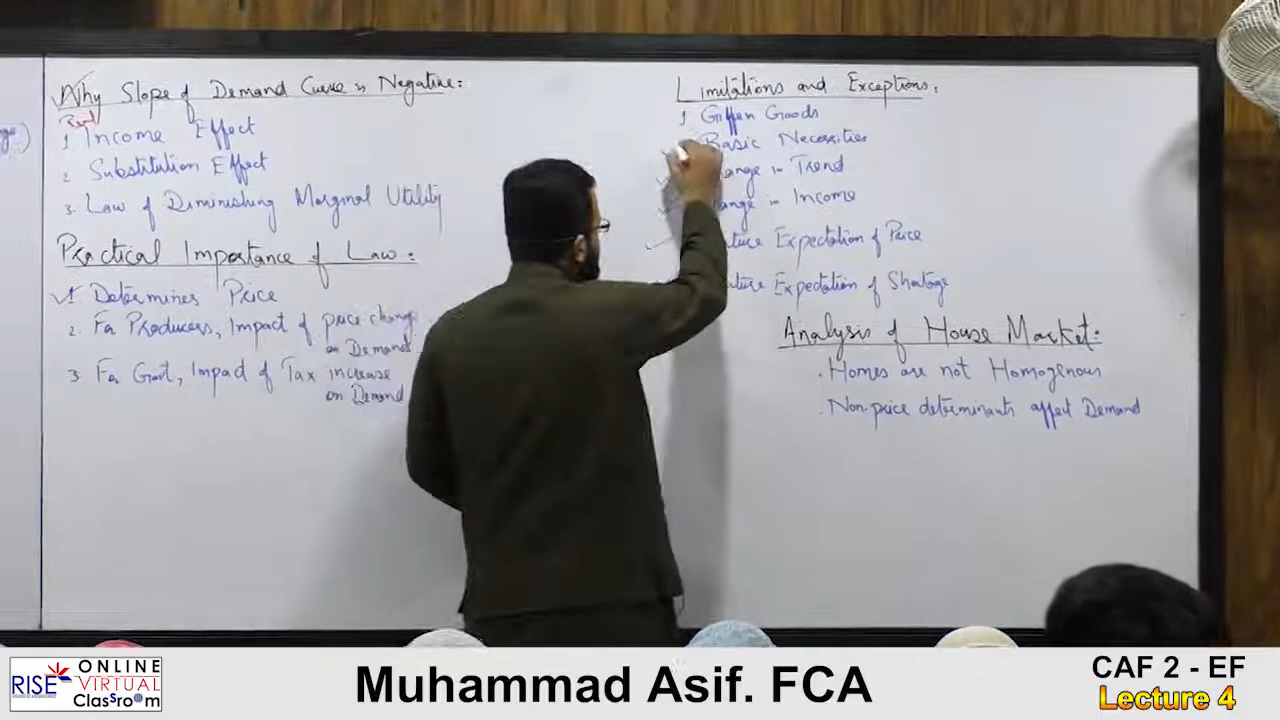 Why Slope of Demand Curve is Negative:
Real
1 Income Effect
2 Substitution Effect
3. Law of Diminishing Marginal Utility
Practical Importance of Law:
1. Determines Price
2. For Producers, Impact of price change
on Demand
3 For Govt, Impact of Tax increase
on Demand
Limitations and Exceptions.
1 Giffen Goods
Basic Necessities
in Trend
in Income
Expectation of Price
Expectation of Shortage
Analysis of House Market:
. Homes are not Homogenous
. Non-price determinants affect Demand
RISE
ONLINE
VIRTUAL
Classroom
Muhammad Asif. FCA
CAF 2 - EF
Lecture 4